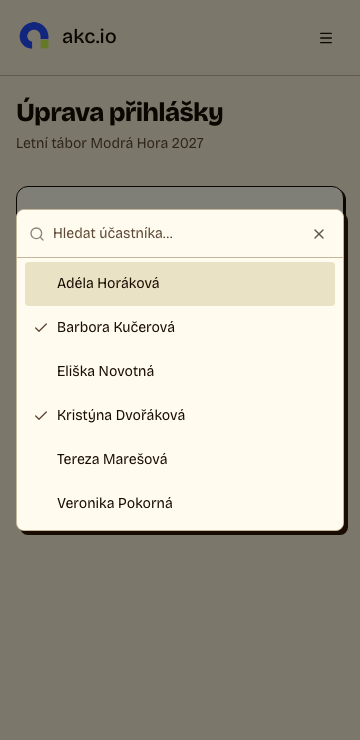 akc.io
Úprava přihlášky
Letní tábor Modrá Hora 2027
Hledat účastníka...
Adéla Horáková
Barbora Kučerová
Eliška Novotná
Kristýna Dvořáková
Tereza Marešová
Veronika Pokorná